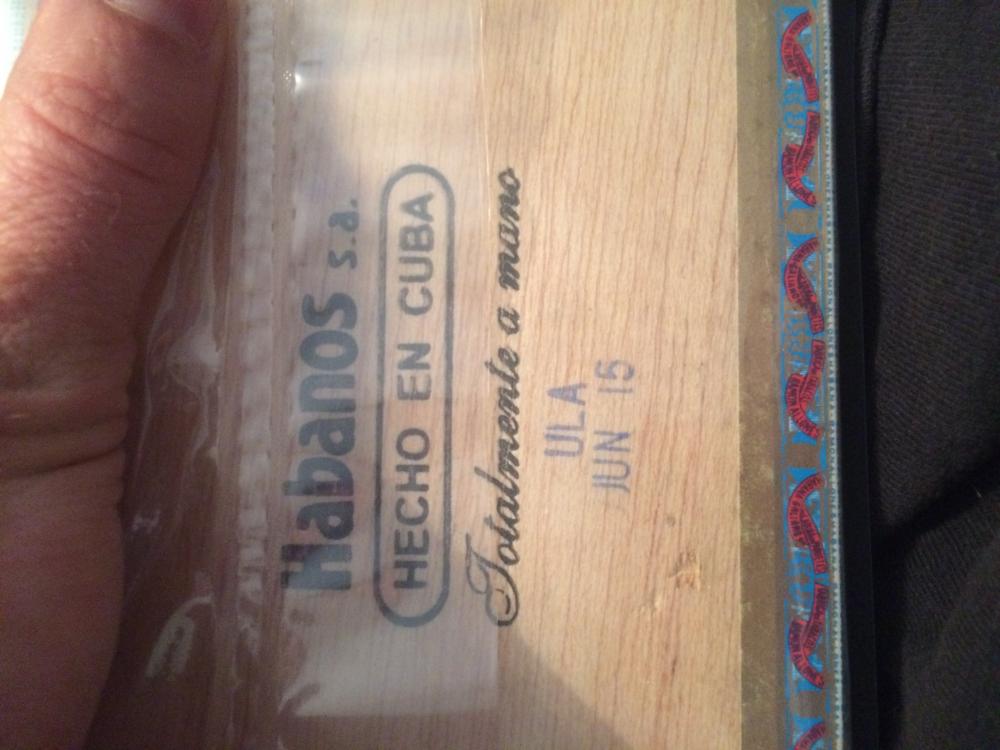 Habanos s.a.
HECHO EN CUBA
Totalmente a mano
ULA
JUN 15